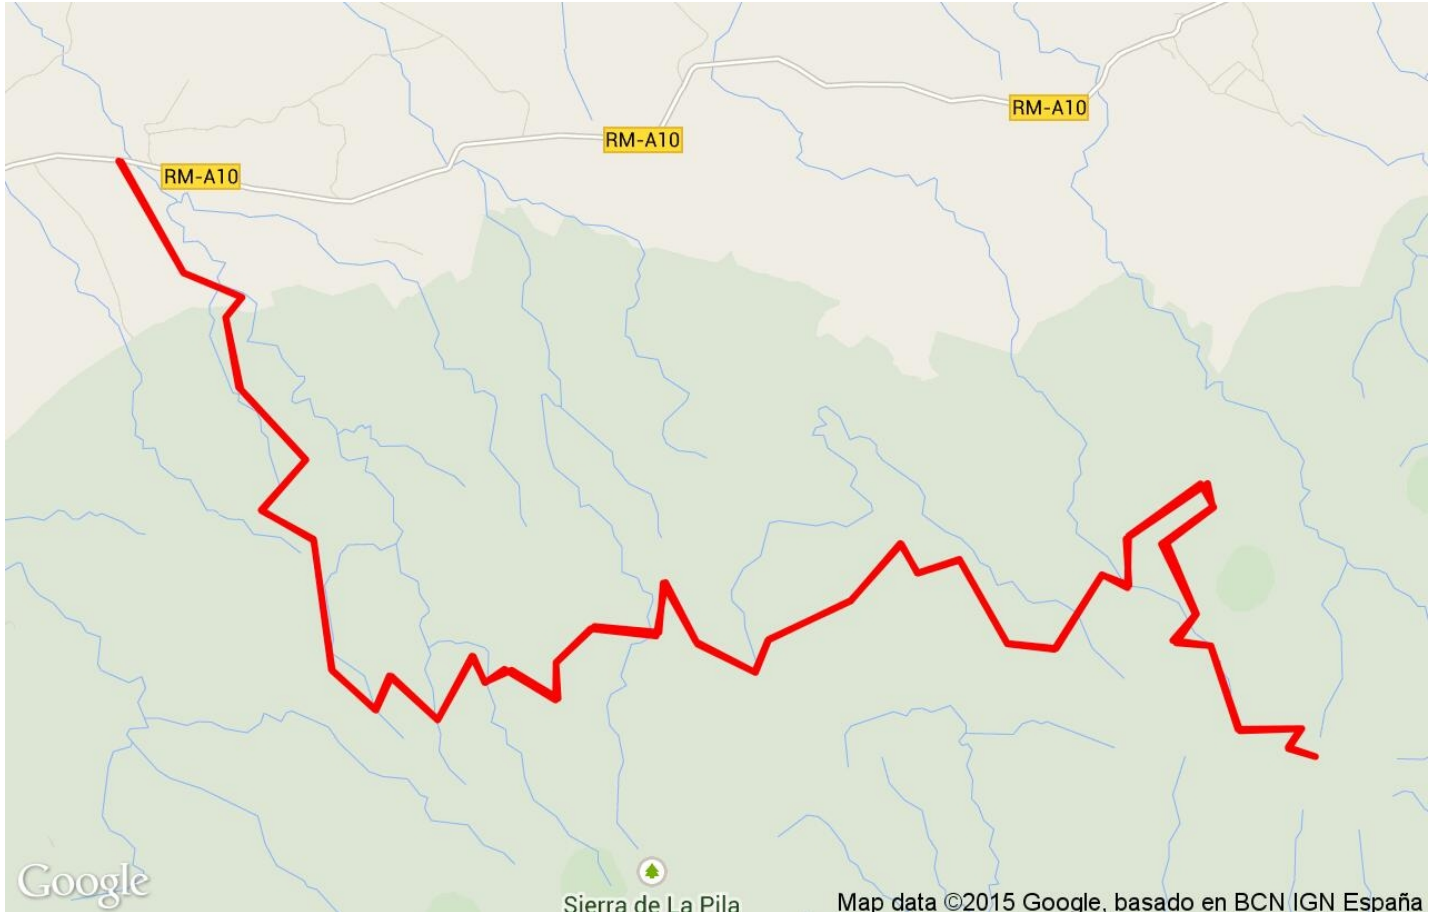 RM-A10
RM-A10
RM-A10
Sierra de La Pila
Google
Map data ©2015 Google, basado en BCN IGN España